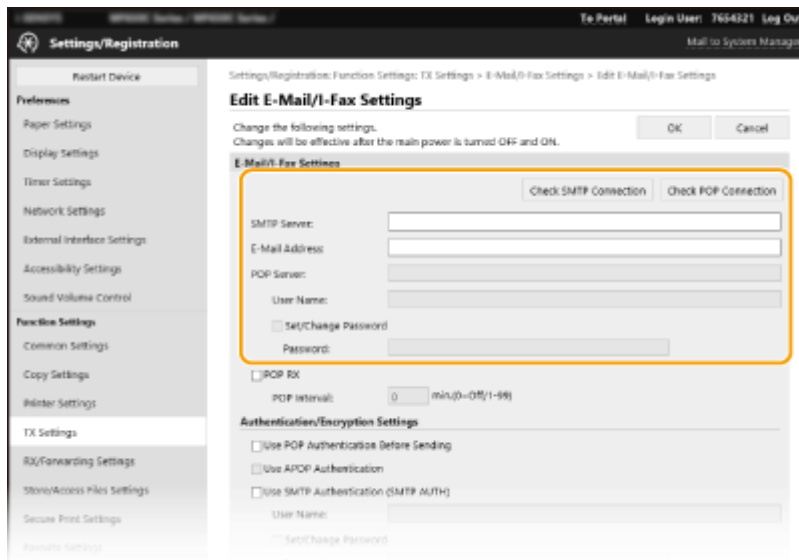 To Portal Login User: 7654321 Log Ou
Settings/Registration
Mail to System Manage
Restart Device
Preferences
Paper Settings
Display Settings
Timer Settings
Network Settings
External Interface Settings
Accessibility Settings
Sound Volume Control
Function Settings
Common Settings
Copy Settings
Printer Settings
TX Settings
RX/Forwarding Settings
Store/Access Files Settings
Secure Print Settings
Settings/Registration: Function Settings: TX Settings > E-Mail/I-Fax Settings > Edit E-Mail/I-Fax Settings
Edit E-Mail/I-Fax Settings
Change the following settings.
Changes will be effective after the main power is turned OFF and ON.
OK Cancel
E-Mail/I-Fax Settings
Check SMTP Connection Check POP Connection
SMTP Server:
E-Mail Address:
POP Server:
User Name:
Set/Change Password
Password:
POP RX
POP Interval: 0 min.(0=Off/1-99)
Authentication/Encryption Settings
Use POP Authentication Before Sending
Use APOP Authentication
Use SMTP Authentication (SMTP AUTH)
User Name:
Set/Change Password